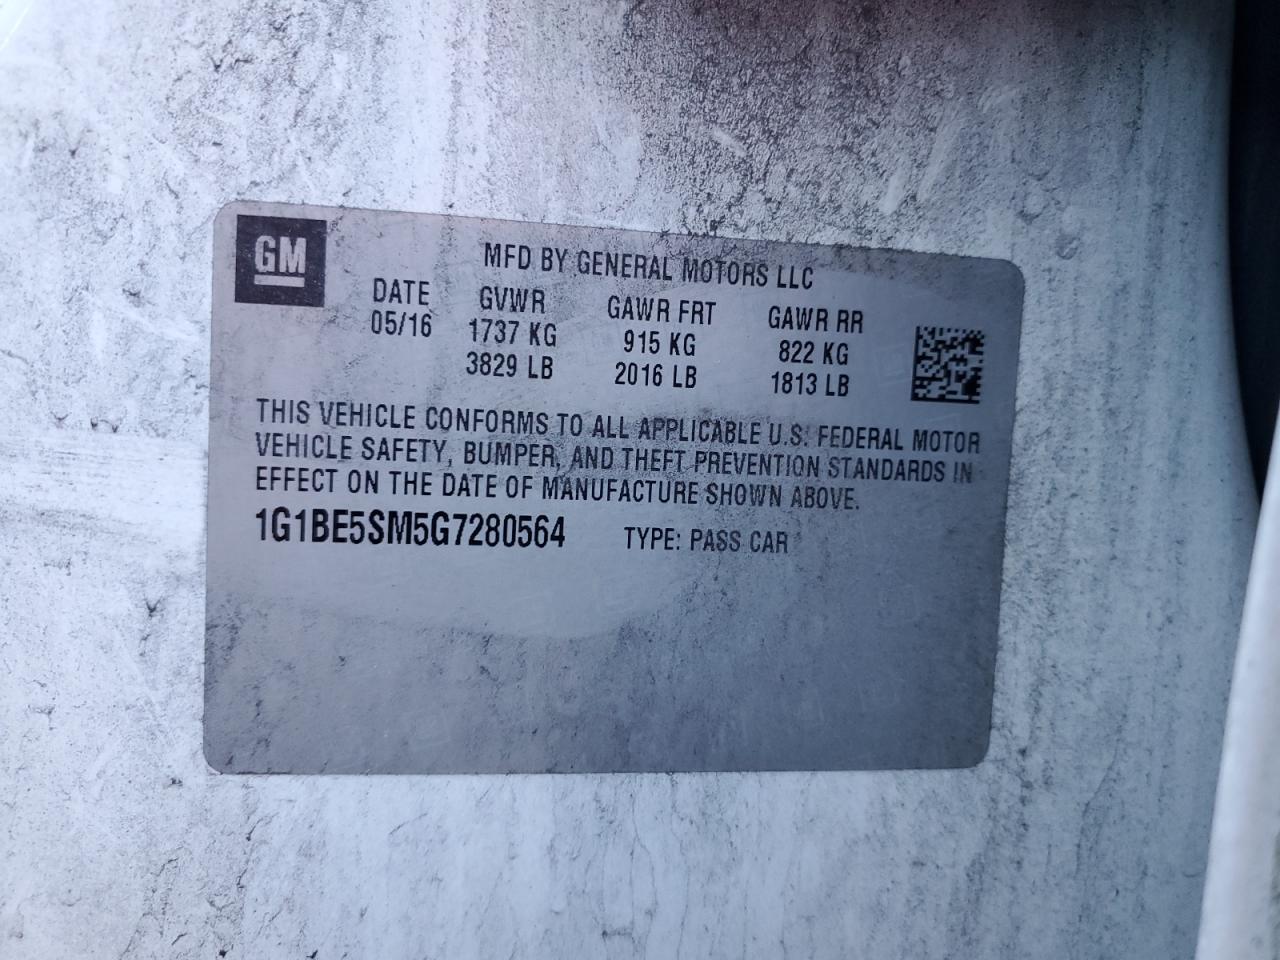 GM
MFD BY GENERAL MOTORS LLC
DATE GVWR GAWR FRT GAWR RR
05/16 1737 KG 915 KG 822 KG
3829 LB 2016 LB 1813 LB
THIS VEHICLE CONFORMS TO ALL APPLICABLE U.S. FEDERAL MOTOR
VEHICLE SAFETY, BUMPER, AND THEFT PREVENTION STANDARDS IN
EFFECT ON THE DATE OF MANUFACTURE SHOWN ABOVE.
1G1BE5SM5G7280564 TYPE: PASS CAR